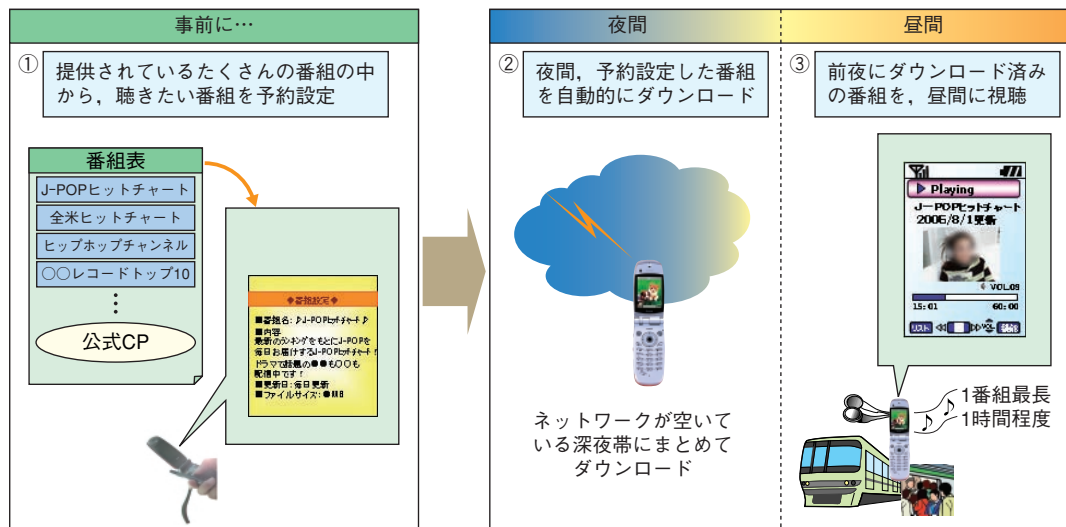 事前に…
① 提供されているたくさんの番組の中
から，聴きたい番組を予約設定
番組表
J-POPヒットチャート
全米ヒットチャート
ヒップホップチャンネル
○○レコードトップ10
⋮
公式CP
◆番組設定◆
■番組名：♪J-POPヒットチャート♪
■内容
最新のランキングをもとにJ-POPを
毎日お届けするJ-POPヒットチャート！
ドラマで話題の●●も○○も
配信中です！
■更新日：毎日更新
■ファイルサイズ：●MB
夜間
② 夜間，予約設定した番組
を自動的にダウンロード
ネットワークが空いて
いる深夜帯にまとめて
ダウンロード
昼間
③ 前夜にダウンロード済み
の番組を，昼間に視聴
Playing
J-POPヒットチャート
2006/8/1更新
VOL.09
15:01 60:00
リスト VOL
1番組最長
1時間程度